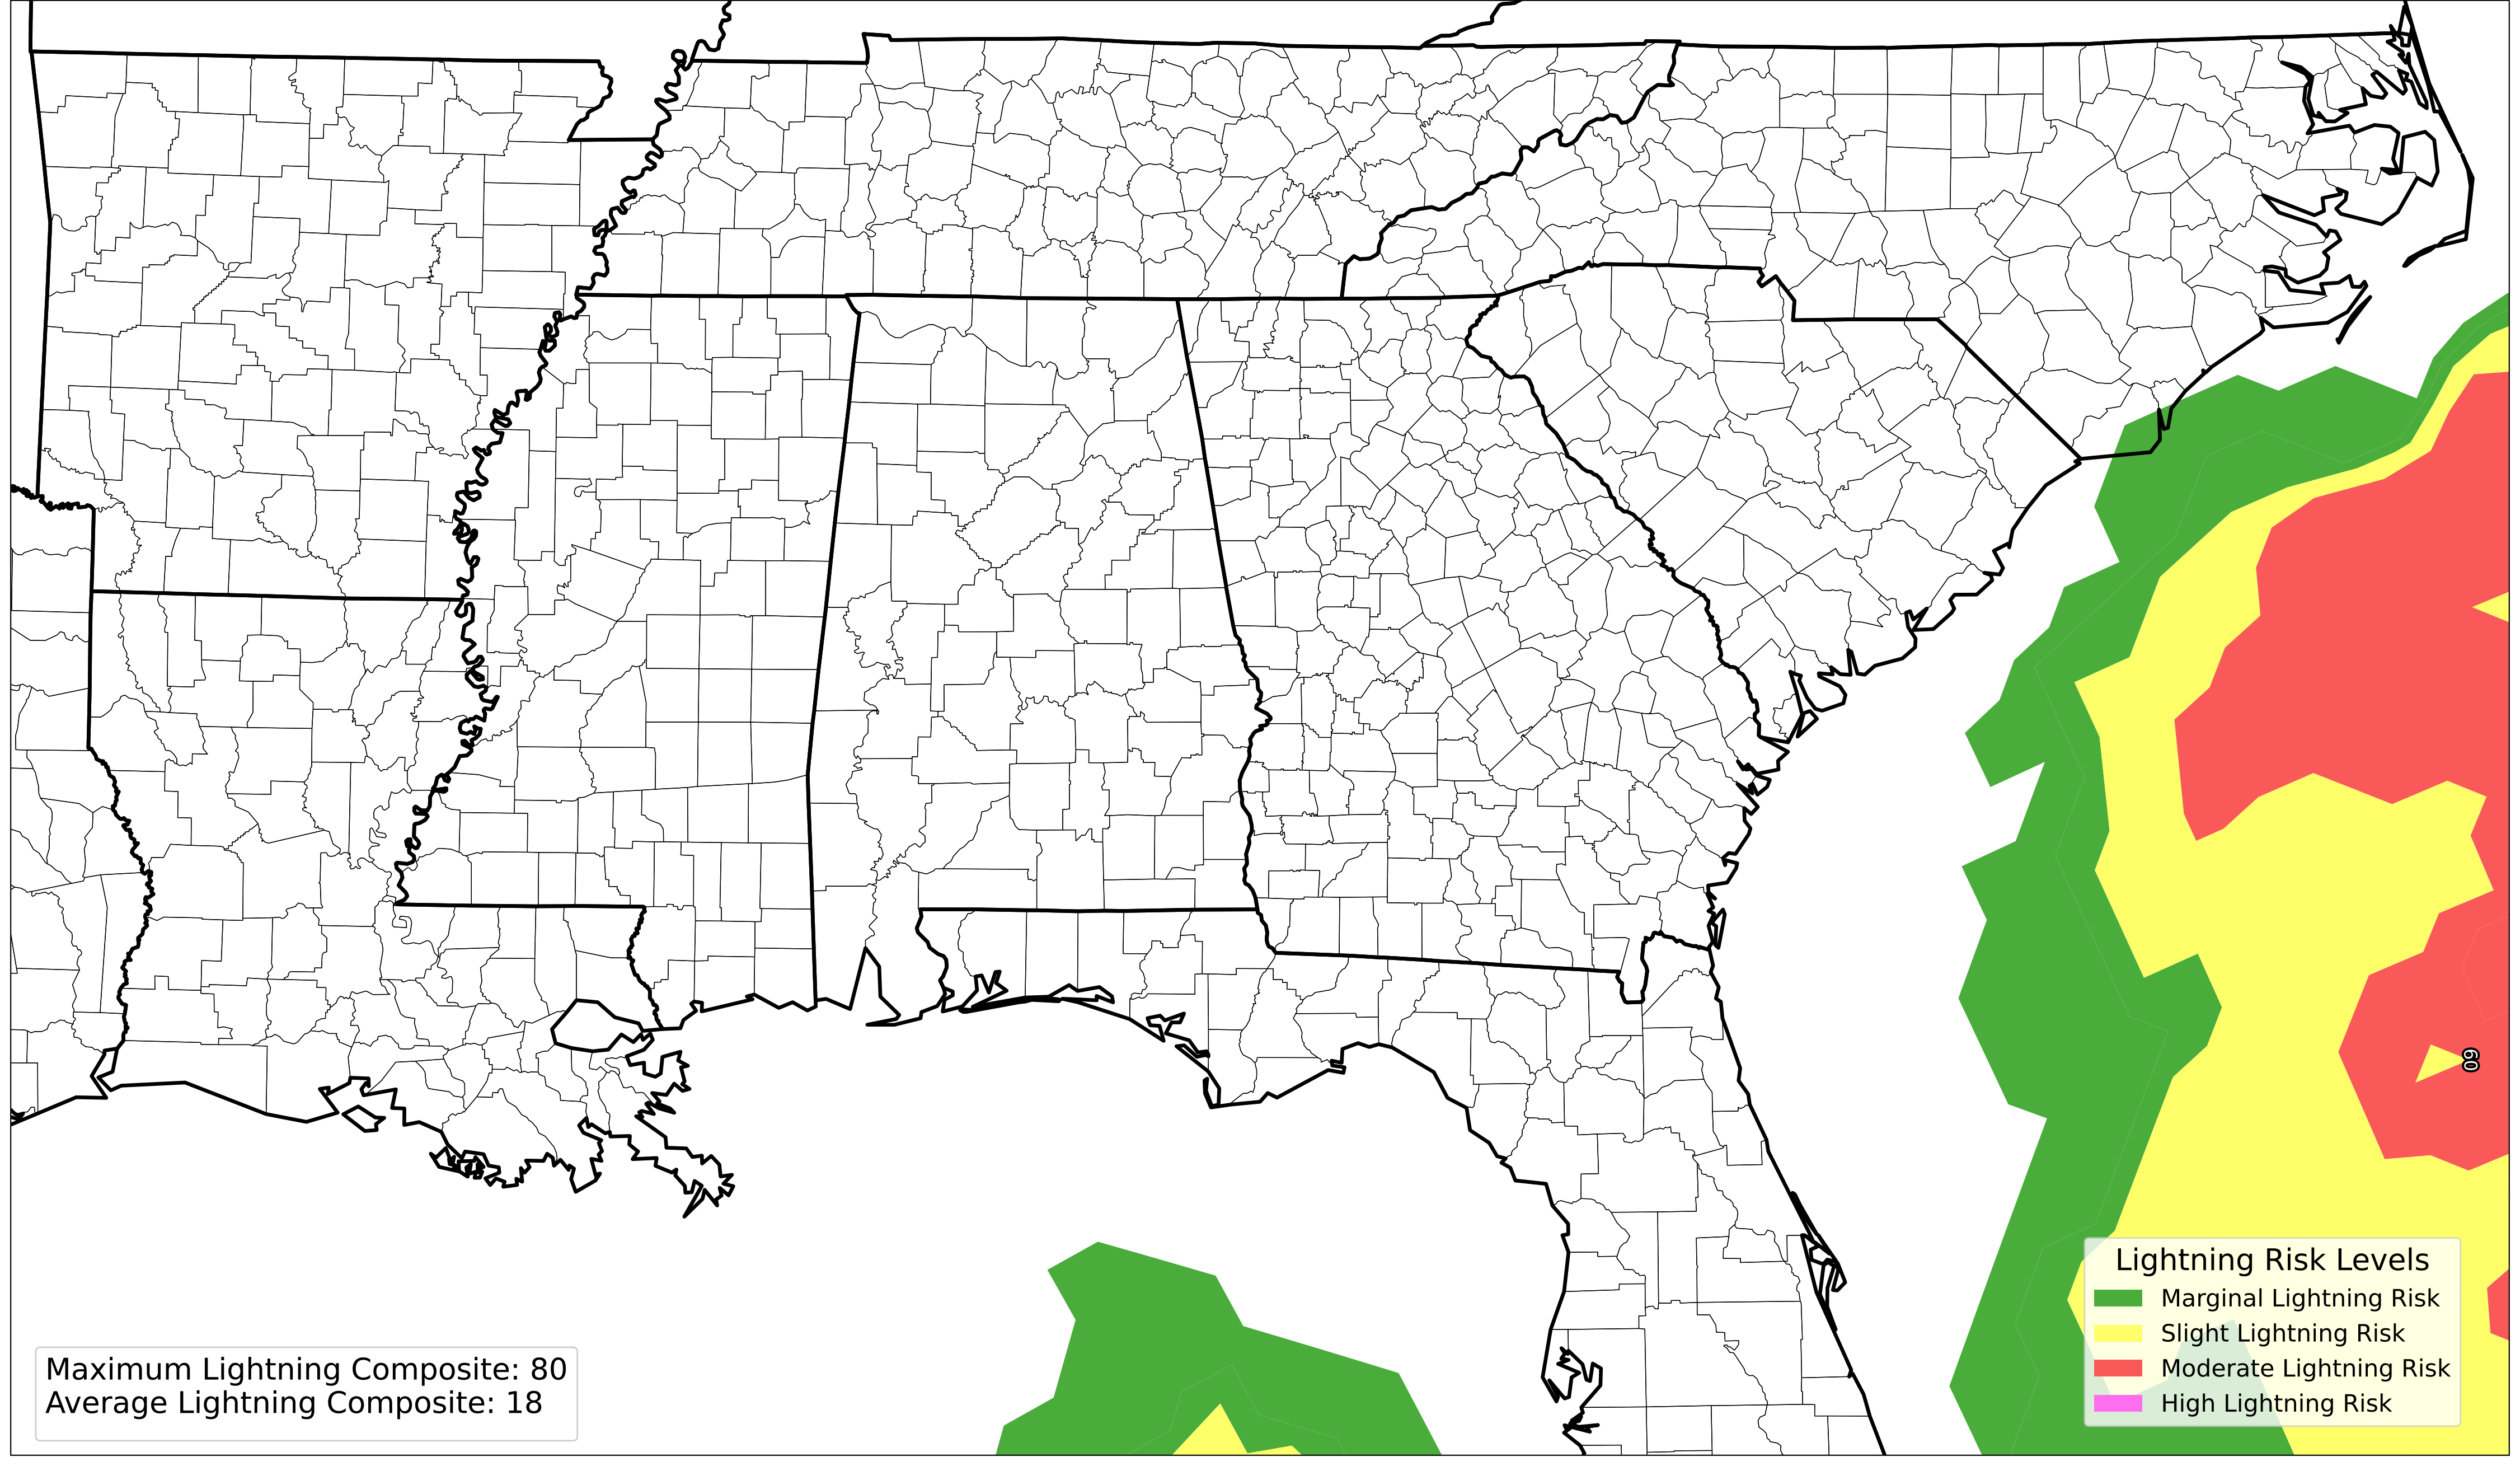 60
Lightning Risk Levels
Marginal Lightning Risk
Slight Lightning Risk
Moderate Lightning Risk
High Lightning Risk
Maximum Lightning Composite: 80
Average Lightning Composite: 18